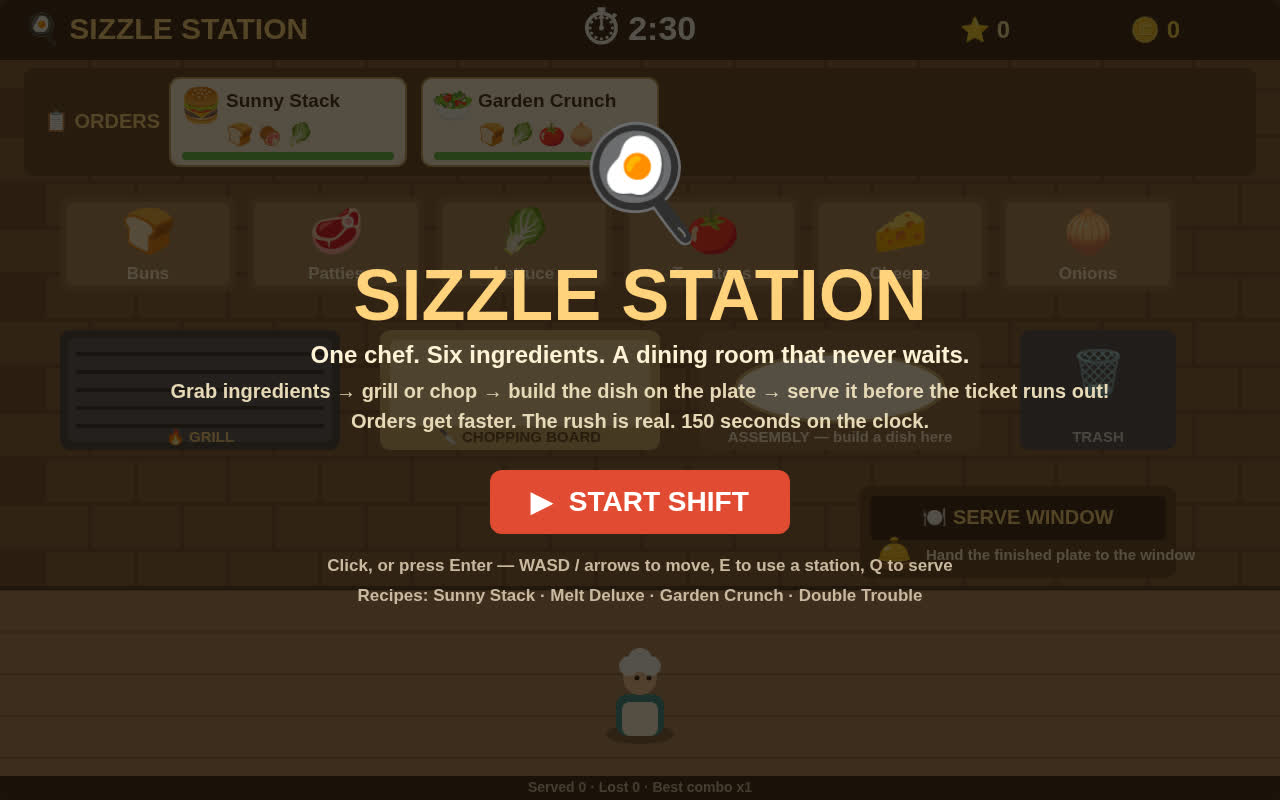 SIZZLE STATION
2:30
0
0
ORDERS
Sunny Stack
Garden Crunch
Buns
Patties
Lettuce
Tomatoes
Cheese
Onions
SIZZLE STATION
One chef. Six ingredients. A dining room that never waits.
Grab ingredients → grill or chop → build the dish on the plate → serve it before the ticket runs out!
Orders get faster. The rush is real. 150 seconds on the clock.
GRILL
CHOPPING BOARD
ASSEMBLY — build a dish here
TRASH
▶ START SHIFT
SERVE WINDOW
Hand the finished plate to the window
Click, or press Enter — WASD / arrows to move, E to use a station, Q to serve
Recipes: Sunny Stack · Melt Deluxe · Garden Crunch · Double Trouble
Served 0 · Lost 0 · Best combo x1